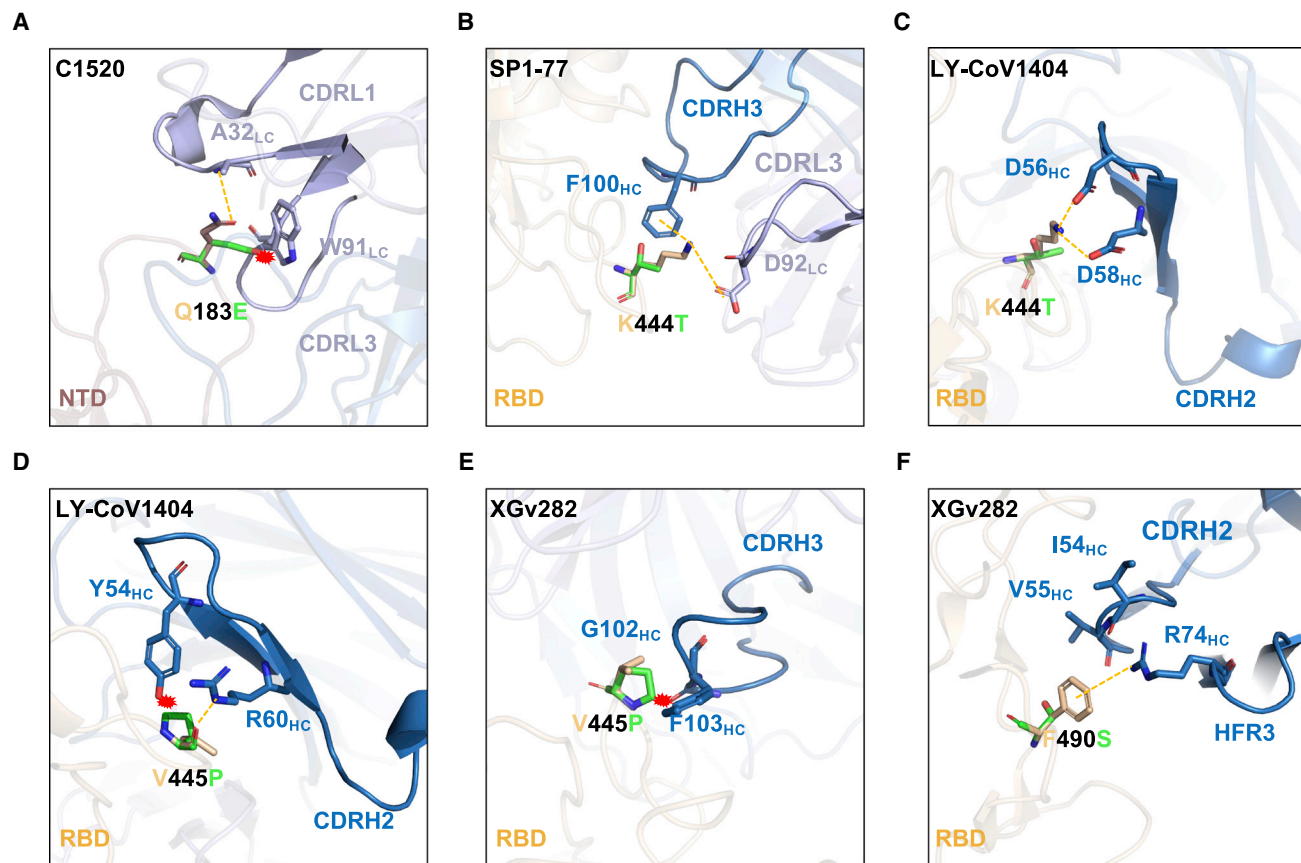 A
C1520
CDRL1
A32LC
W91LC
Q183E
CDRL3
NTD
B
SP1-77
CDRH3
CDRL3
F100HC
D92LC
K444T
RBD
C
LY-CoV1404
D56HC
D58HC
K444T
CDRH2
RBD
D
LY-CoV1404
Y54HC
R60HC
V445P
CDRH2
RBD
E
XGv282
CDRH3
G102HC
V445P
F103HC
RBD
F
XGv282
I54HC
CDRH2
V55HC
R74HC
F490S
HFR3
RBD